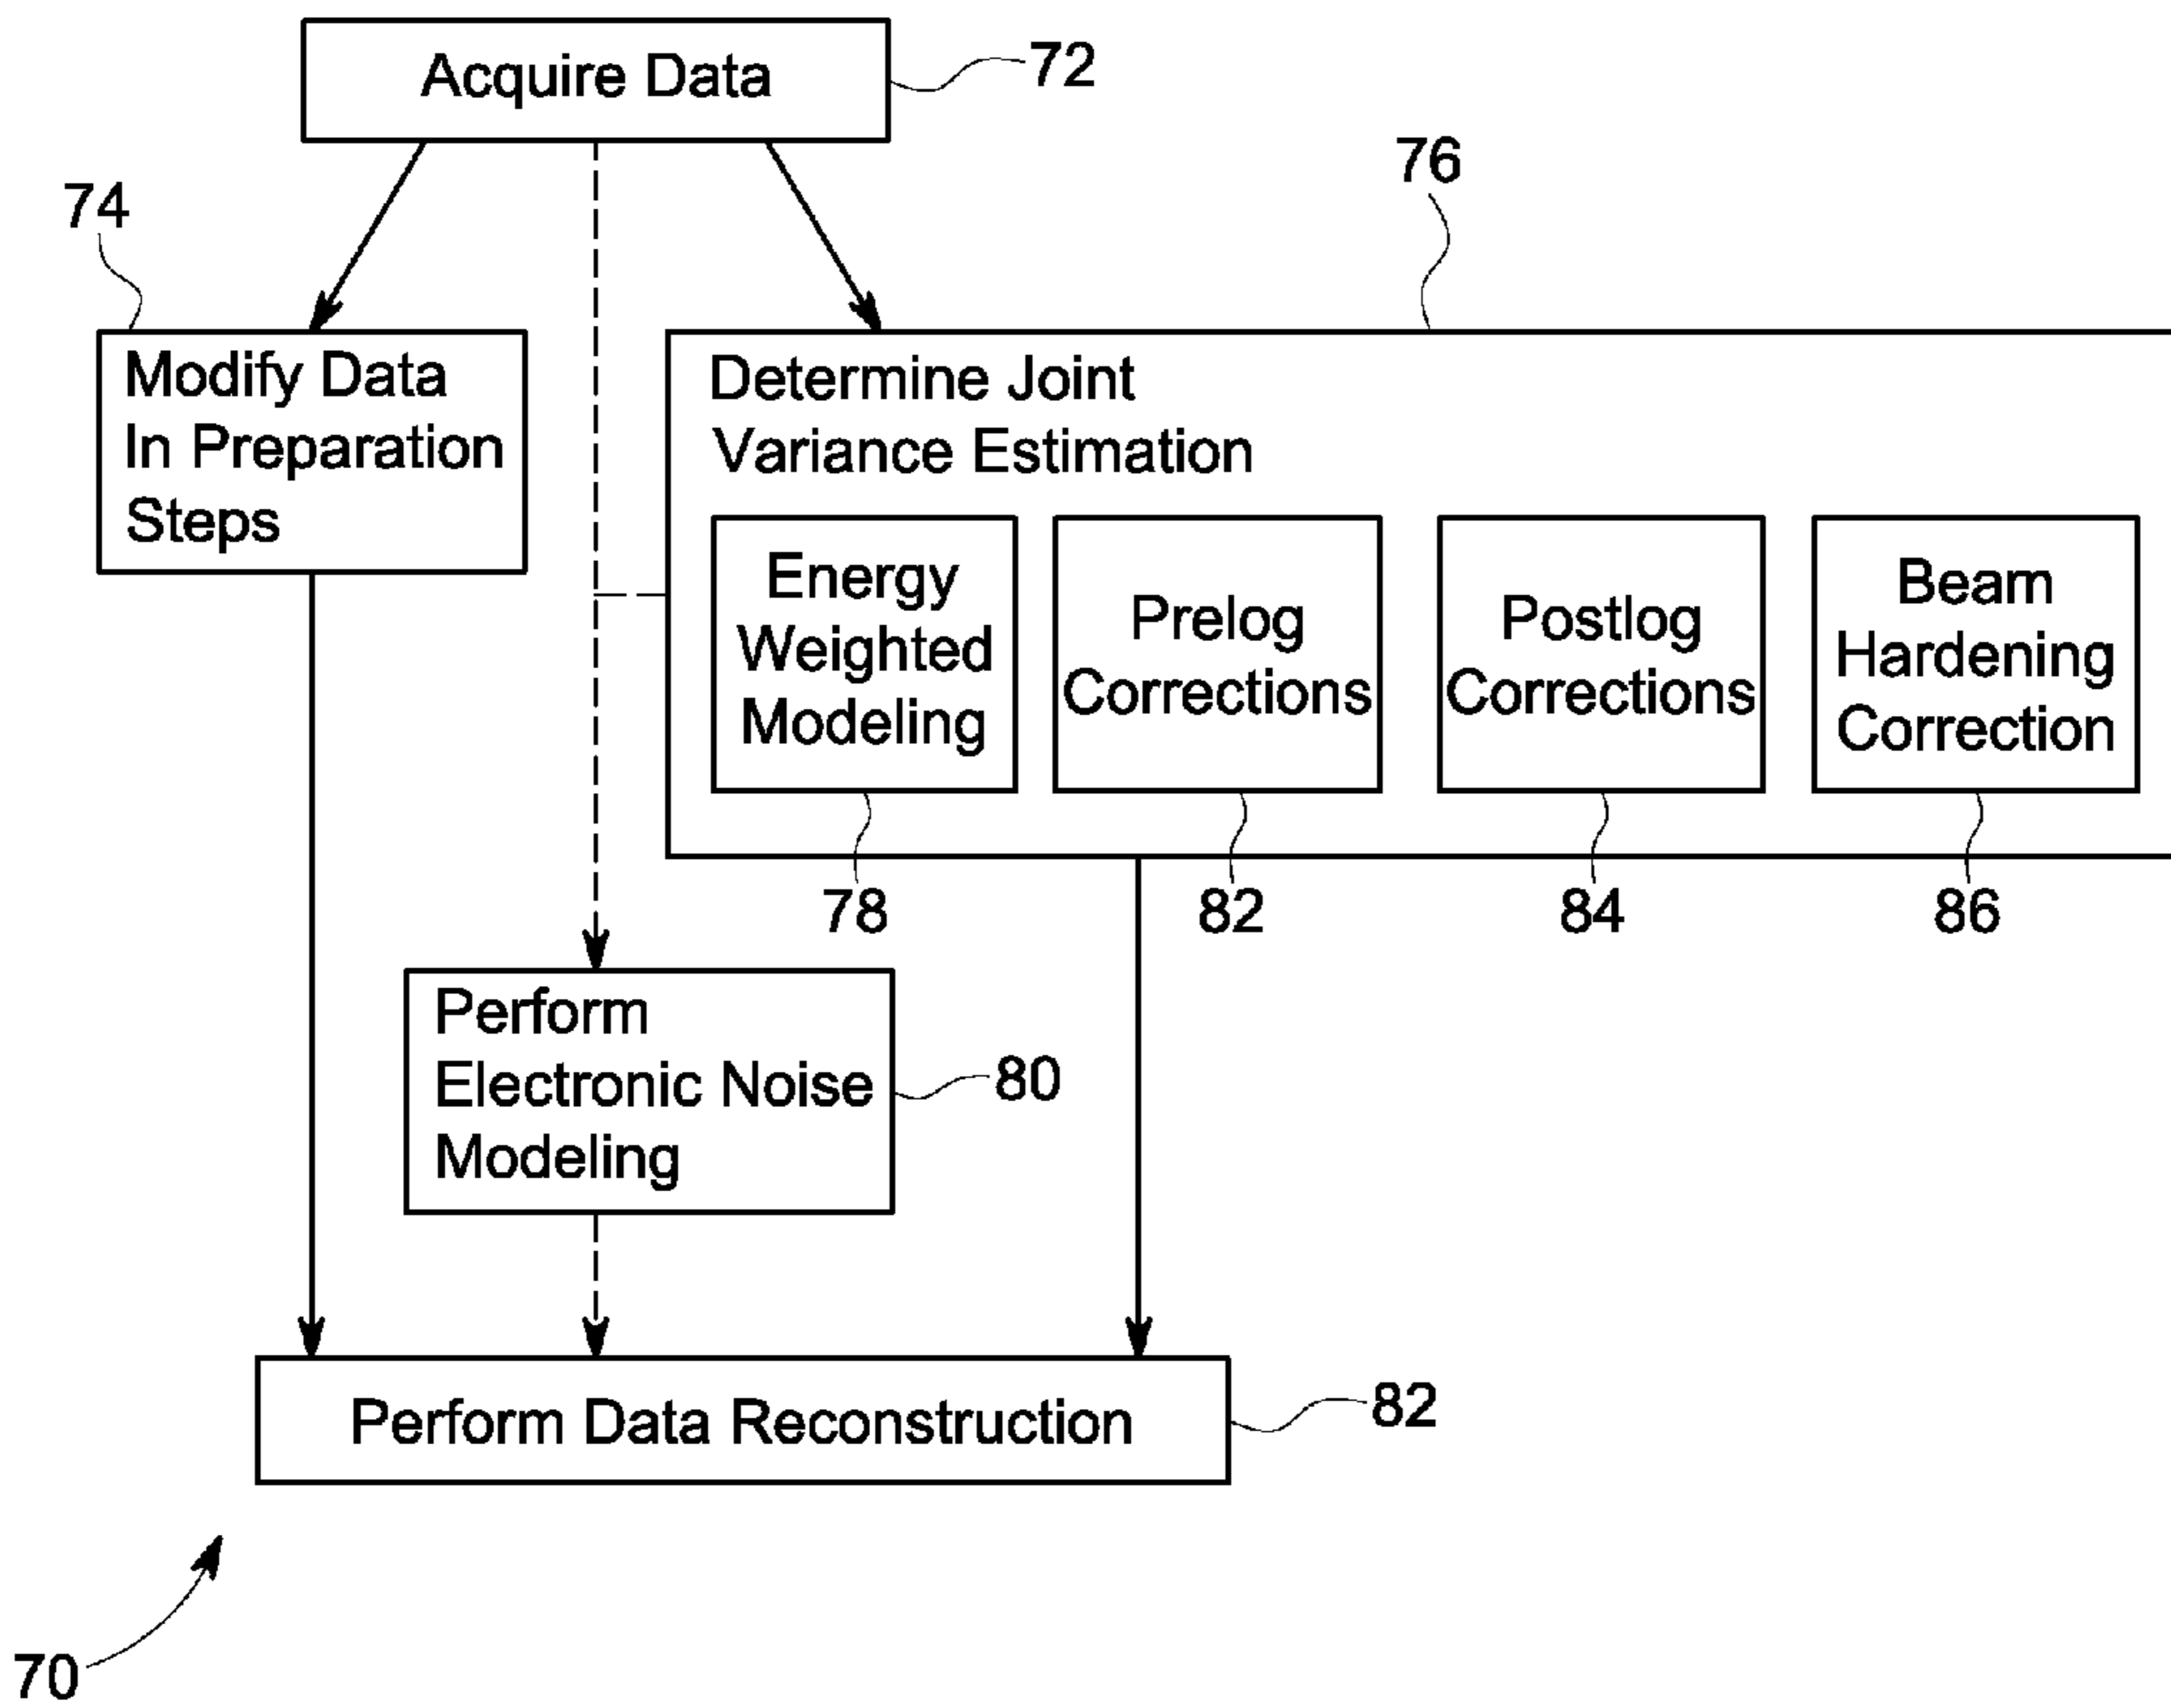 Acquire Data
72
74
76
Modify Data
In Preparation
Steps
Determine Joint
Variance Estimation
Energy
Weighted
Modeling
Prelog
Corrections
Postlog
Corrections
Beam
Hardening
Correction
78
82
84
86
Perform
Electronic Noise
Modeling
80
Perform Data Reconstruction
82
70